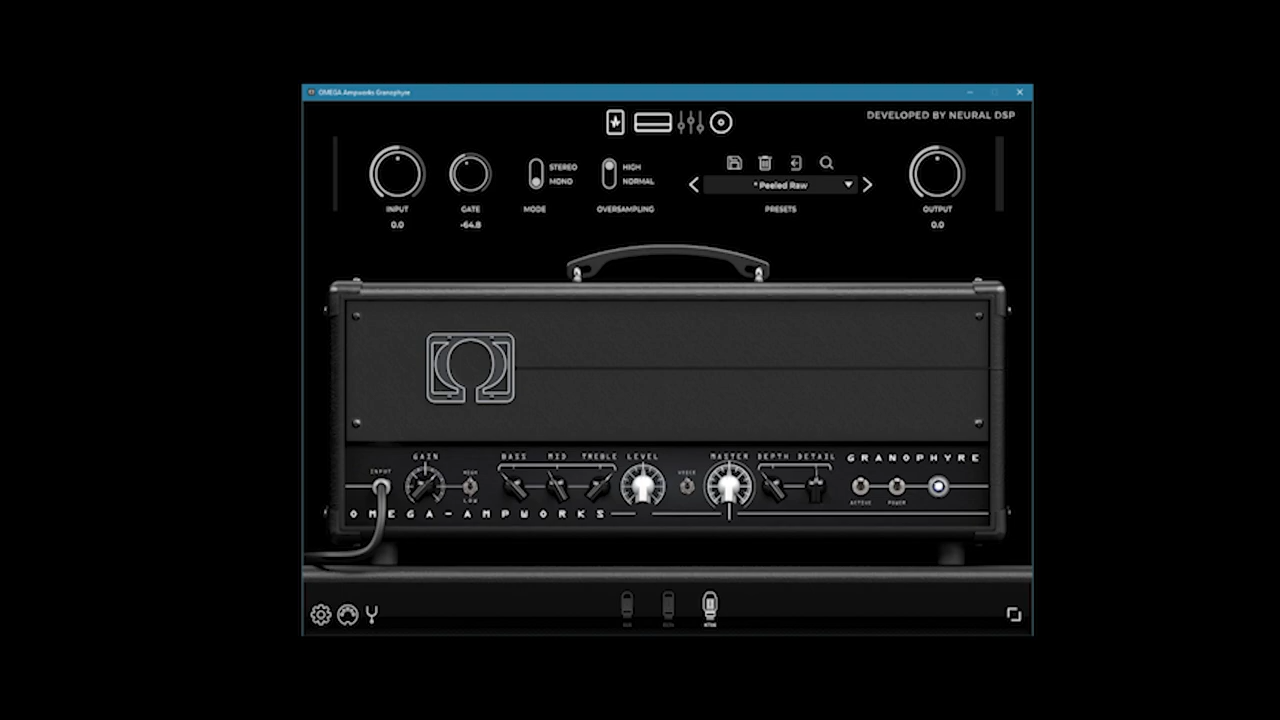 OMEGA Ampworks Granophyre
DEVELOPED BY NEURAL DSP
STEREO
MONO
HIGH
NORMAL
* Peeled Raw
INPUT
GATE
MODE
OVERSAMPLING
PRESETS
OUTPUT
0.0
-64.8
0.0
GAIN
BASS
MID
TREBLE
LEVEL
MASTER
DEPTH
DETAIL
GRANOPHYRE
INPUT
HIGH
LOW
ACTIVE
POWER
OMEGA-AMPWORKS